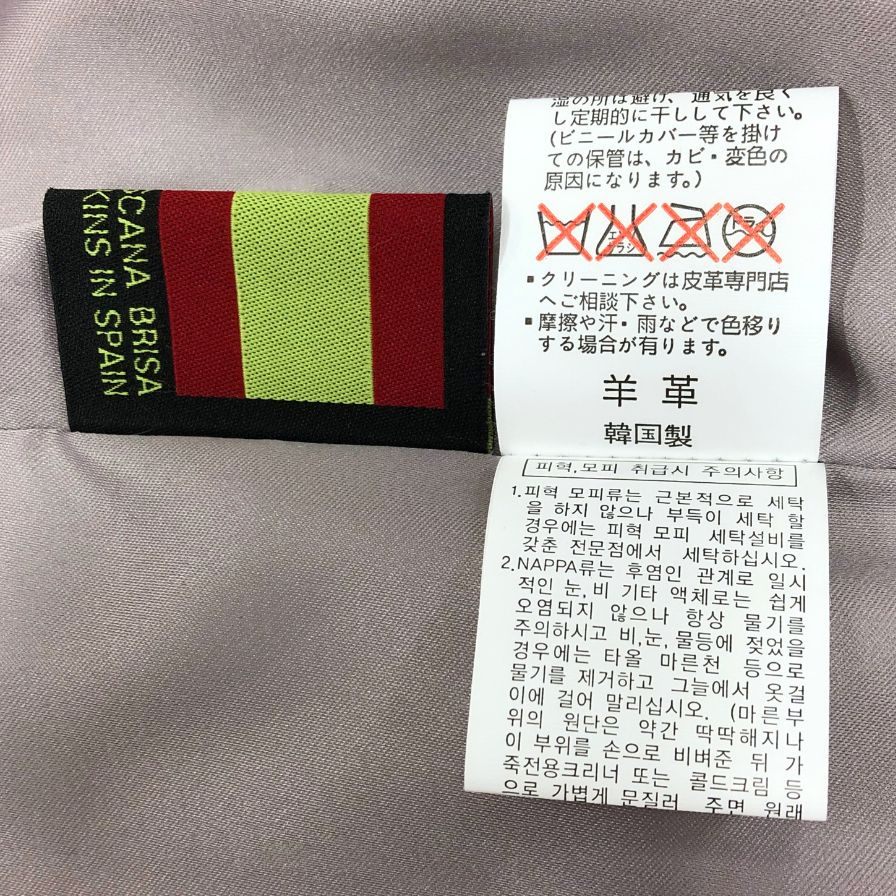 CANA BRISA
KINS IN SPAIN
湿の所は避け、通気を良く
し定期的に干しして下さい。
(ビニールカバー等を掛け
ての保管は、カビ・変色の
原因になります。)
エンソ
ドライ
▪クリーニングは皮革専門店
へご相談下さい。
▪摩擦や汗・雨などで色移り
する場合が有ります。
羊 革
韓国製
피혁,모피 취급시 주의사항
1.피혁 모피류는 근본적으로 세탁
을 하지 않으나 부득이 세탁 할
경우에는 피혁 모피 세탁설비를
갖춘 전문점에서 세탁하십시오.
2.NAPPA류는 후염인 관계로 일시
적인 눈,비 기타 액체로는 쉽게
오염되지 않으나 항상 물기를
주의하시고 비,눈,물등에 젖었을
경우에는 타올 마른천 등으로
물기를 제거하고 그늘에서 옷걸
이에 걸어 말리십시오. (마른부
위의 원단은 약간 딱딱해지나
이 부위를 손으로 비벼준 뒤 가
죽전용크리너 또는 콜드크림 등
으로 가볍게 문질러 주면 원래